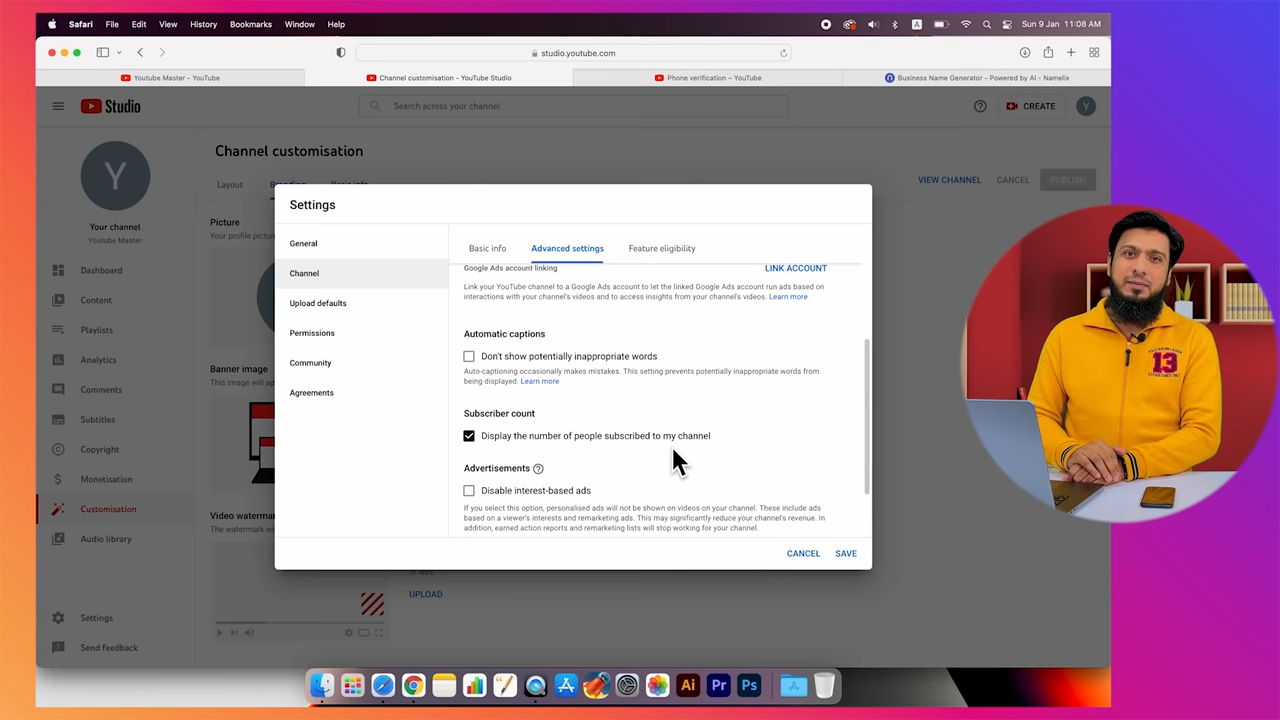 Safari File Edit View History Bookmarks Window Help
A Sun 9 Jan 11:08 AM
studio.youtube.com
Youtube Master - YouTube
Channel customisation - YouTube Studio
Phone verification – YouTube
Business Name Generator - Powered by AI - Namelix
Studio
Search across your channel
CREATE
Y
Y
Your channel
Youtube Master
Dashboard
Content
Playlists
Analytics
Comments
Subtitles
Copyright
Monetisation
Customisation
Audio library
Settings
Send feedback
Channel customisation
Layout
VIEW CHANNEL
CANCEL
PUBLISH
Picture
Your profile pictur
Banner image
This image will ap
Video waterma
The watermark w
UPLOAD
Settings
General
Channel
Upload defaults
Permissions
Community
Agreements
Basic info
Advanced settings
Feature eligibility
Google Ads account linking
LINK ACCOUNT
Link your YouTube channel to a Google Ads account to let the linked Google Ads account run ads based on
interactions with your channel's videos and to access insights from your channel's videos. Learn more
Automatic captions
Don't show potentially inappropriate words
Auto-captioning occasionally makes mistakes. This setting prevents potentially inappropriate words from
being displayed. Learn more
Subscriber count
Display the number of people subscribed to my channel
Advertisements
Disable interest-based ads
If you select this option, personalised ads will not be shown on videos on your channel. These include ads
based on a viewer's interests and remarketing ads. This may significantly reduce your channel's revenue. In
addition, earned action reports and remarketing lists will stop working for your channel.
CANCEL
SAVE
Ai
Pr
Ps
13